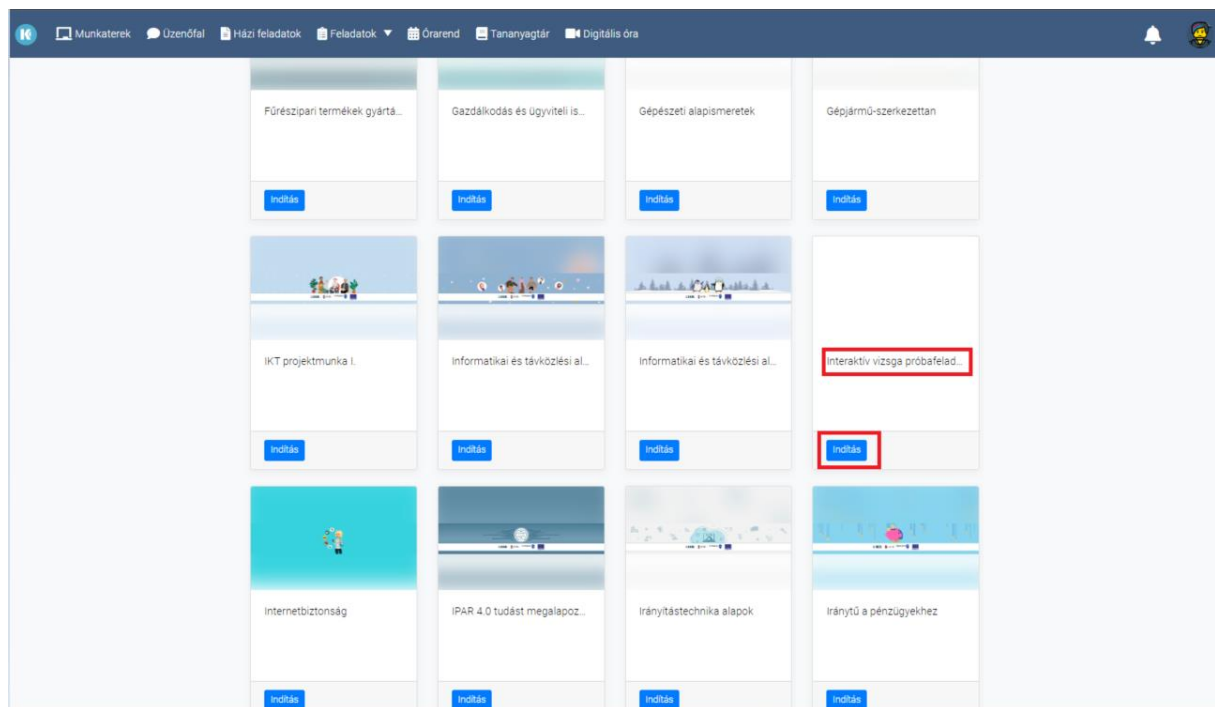 Munkaterek Üzenőfal Házi feladatok Feladatok ▼ Órarend Tananyagtár Digitális óra
Fűrészipari termékek gyártá... Gazdálkodás és ügyviteli is... Gépészeti alapismeretek Gépjármű-szerkezettan
Indítás Indítás Indítás Indítás
IKT projektmunka I. Informatikai és távközlési al... Informatikai és távközlési al... Interaktív vizsga próbafelad...
Indítás Indítás Indítás Indítás
Internetbiztonság IPAR 4.0 tudást megalapoz... Irányítástechnika alapok Iránytű a pénzügyekhez
Indítás Indítás Indítás Indítás